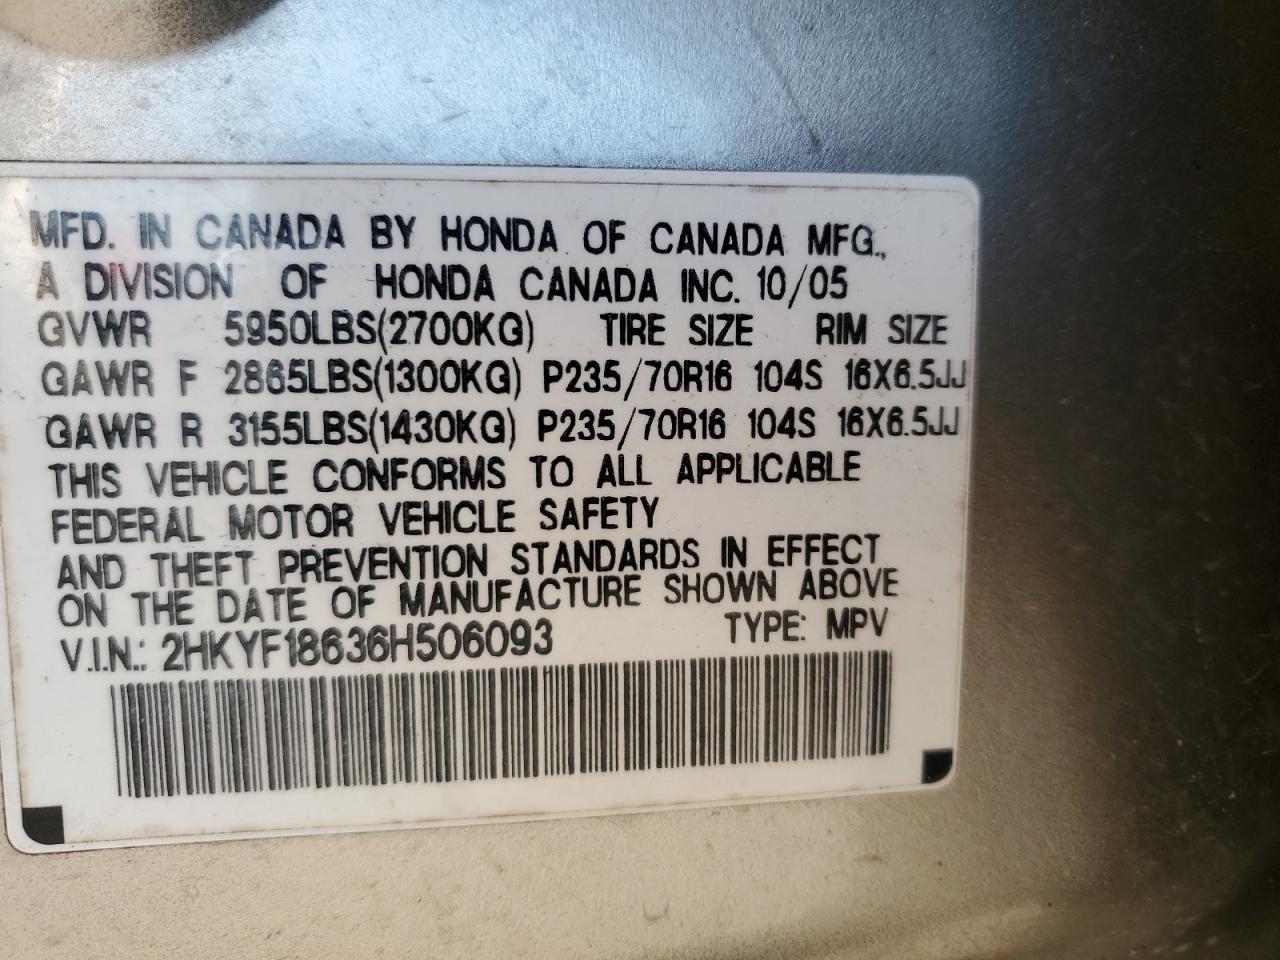 MFD. IN CANADA BY HONDA OF CANADA MFG.,
A DIVISION OF HONDA CANADA INC. 10/05
GVWR 5950LBS(2700KG) TIRE SIZE RIM SIZE
GAWR F 2865LBS(1300KG) P235/70R16 104S 16X6.5JJ
GAWR R 3155LBS(1430KG) P235/70R16 104S 16X6.5JJ
THIS VEHICLE CONFORMS TO ALL APPLICABLE
FEDERAL MOTOR VEHICLE SAFETY
AND THEFT PREVENTION STANDARDS IN EFFECT
ON THE DATE OF MANUFACTURE SHOWN ABOVE
V.I.N.: 2HKYF18636H506093 TYPE: MPV